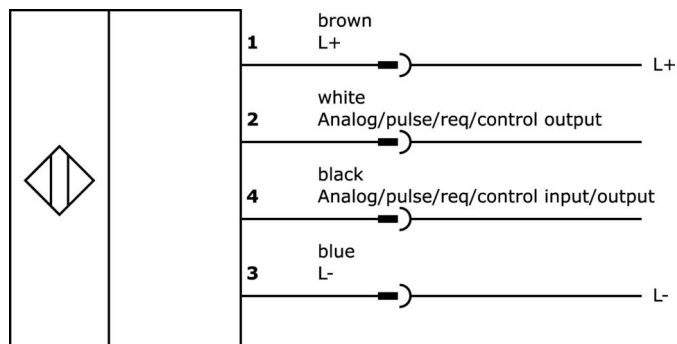 brown
1 L+
L+
white
2 Analog/pulse/req/control output
black
4 Analog/pulse/req/control input/output
blue
3 L-
L-